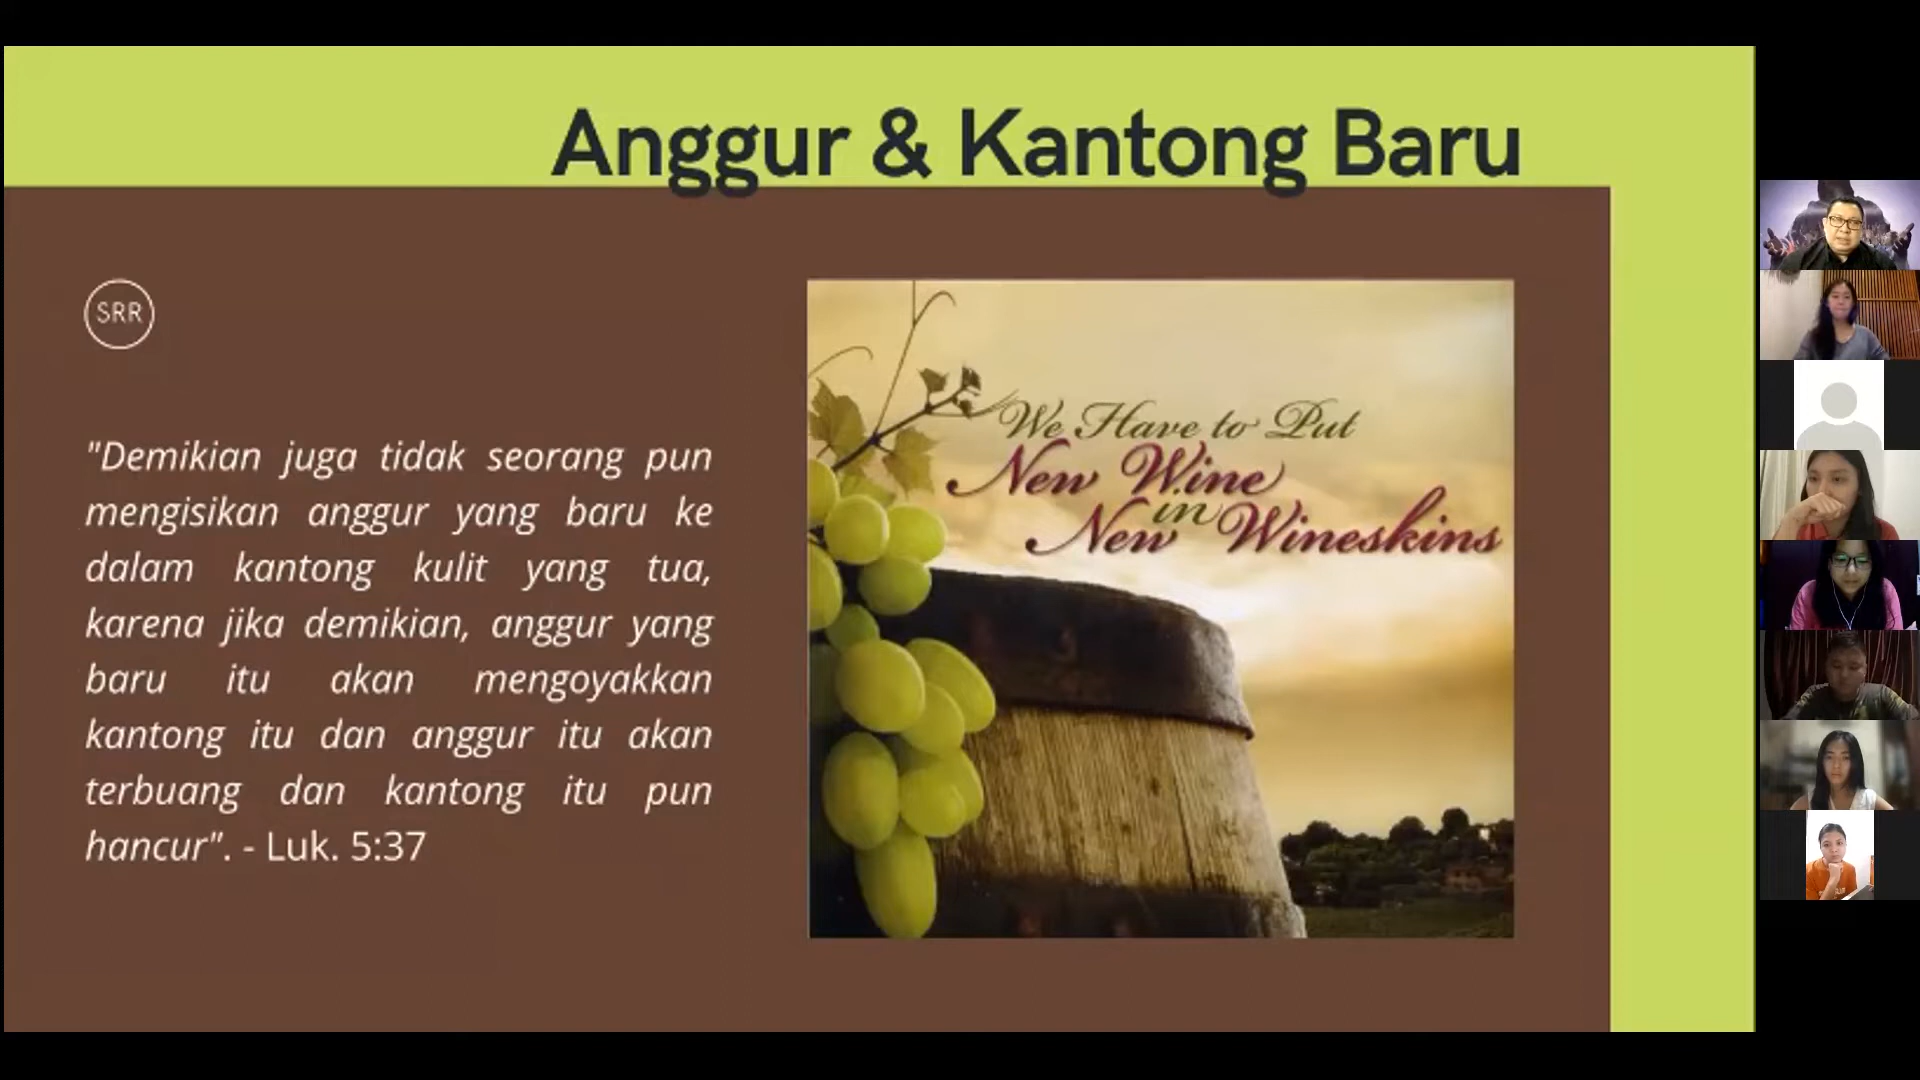 Anggur & Kantong Baru
SRR
"Demikian juga tidak seorang pun
mengisikan anggur yang baru ke
dalam kantong kulit yang tua,
karena jika demikian, anggur yang
baru itu akan mengoyakkan
kantong itu dan anggur itu akan
terbuang dan kantong itu pun
hancur". - Luk. 5:37
We Have to Put
New Wine
in
New Wineskins